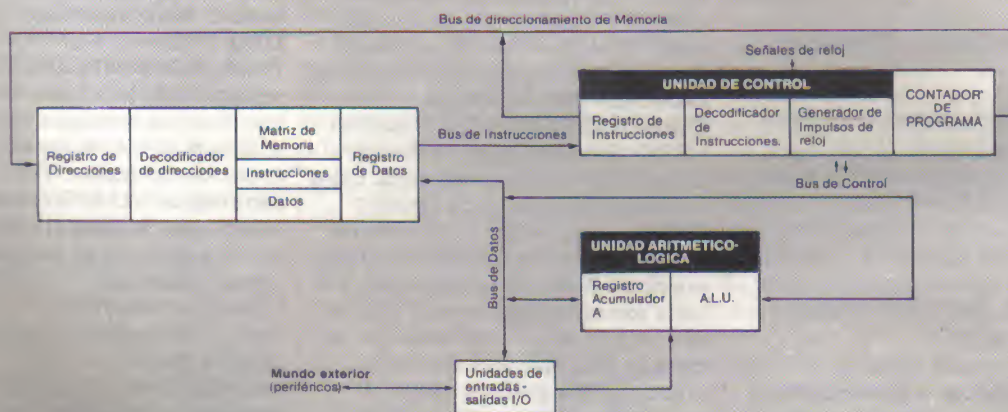 Bus de direccionamiento de Memoria
Señales de reloj
UNIDAD DE CONTROL
Registro de
Instrucciones
Decodificador
de
Instrucciones.
Generador de
Impulsos de
reloj
CONTADOR
DE
PROGRAMA
Bus de Instrucciones
Registro de
Direcciones
Decodificador
de direcciones
Matriz de
Memoria
Instrucciones
Datos
Registro
de Datos
Bus de Control
Bus de Datos
UNIDAD ARITMETICO-
LOGICA
Registro
Acumulador
A
A.L.U.
Mundo exterior
(periféricos)
Unidades de
entradas -
salidas I/O